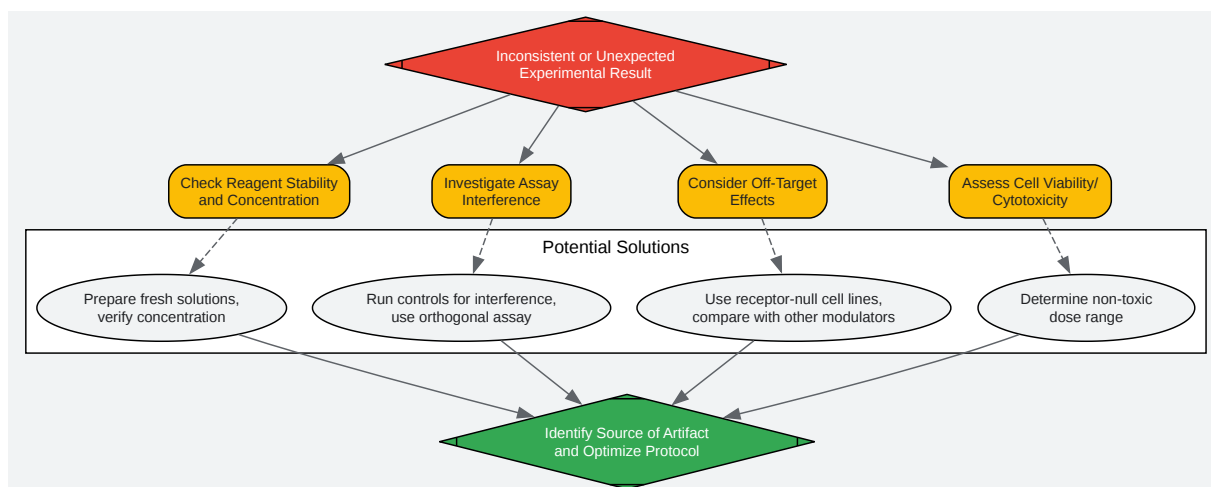 Inconsistent or Unexpected
Experimental Result
Check Reagent Stability
and Concentration
Investigate Assay
Interference
Consider Off-Target
Effects
Assess Cell Viability/
Cytotoxicity
Potential Solutions
Prepare fresh solutions,
verify concentration
Run controls for interference,
use orthogonal assay
Use receptor-null cell lines,
compare with other modulators
Determine non-toxic
dose range
Identify Source of Artifact
and Optimize Protocol